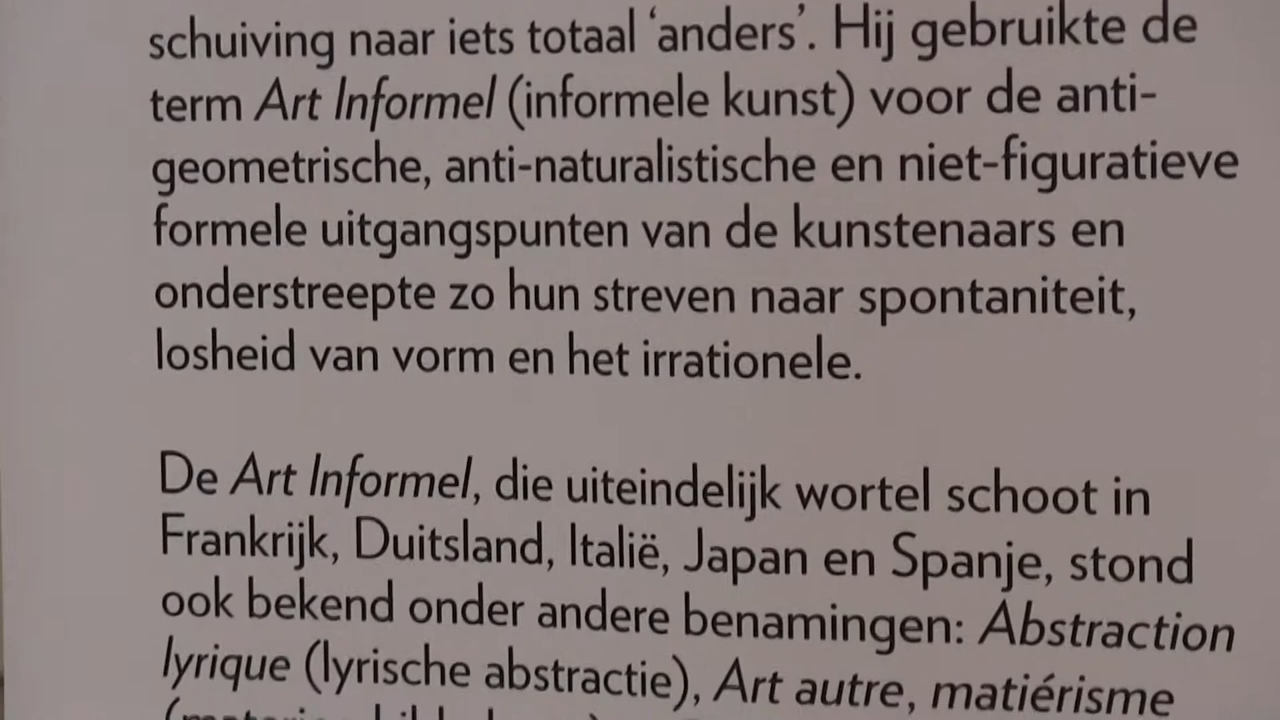 schuiving naar iets totaal ‘anders’. Hij gebruikte de
term Art Informel (informele kunst) voor de anti-
geometrische, anti-naturalistische en niet-figuratieve
formele uitgangspunten van de kunstenaars en
onderstreepte zo hun streven naar spontaniteit,
losheid van vorm en het irrationele.
De Art Informel, die uiteindelijk wortel schoot in
Frankrijk, Duitsland, Italië, Japan en Spanje, stond
ook bekend onder andere benamingen: Abstraction
lyrique (lyrische abstractie), Art autre, matiérisme